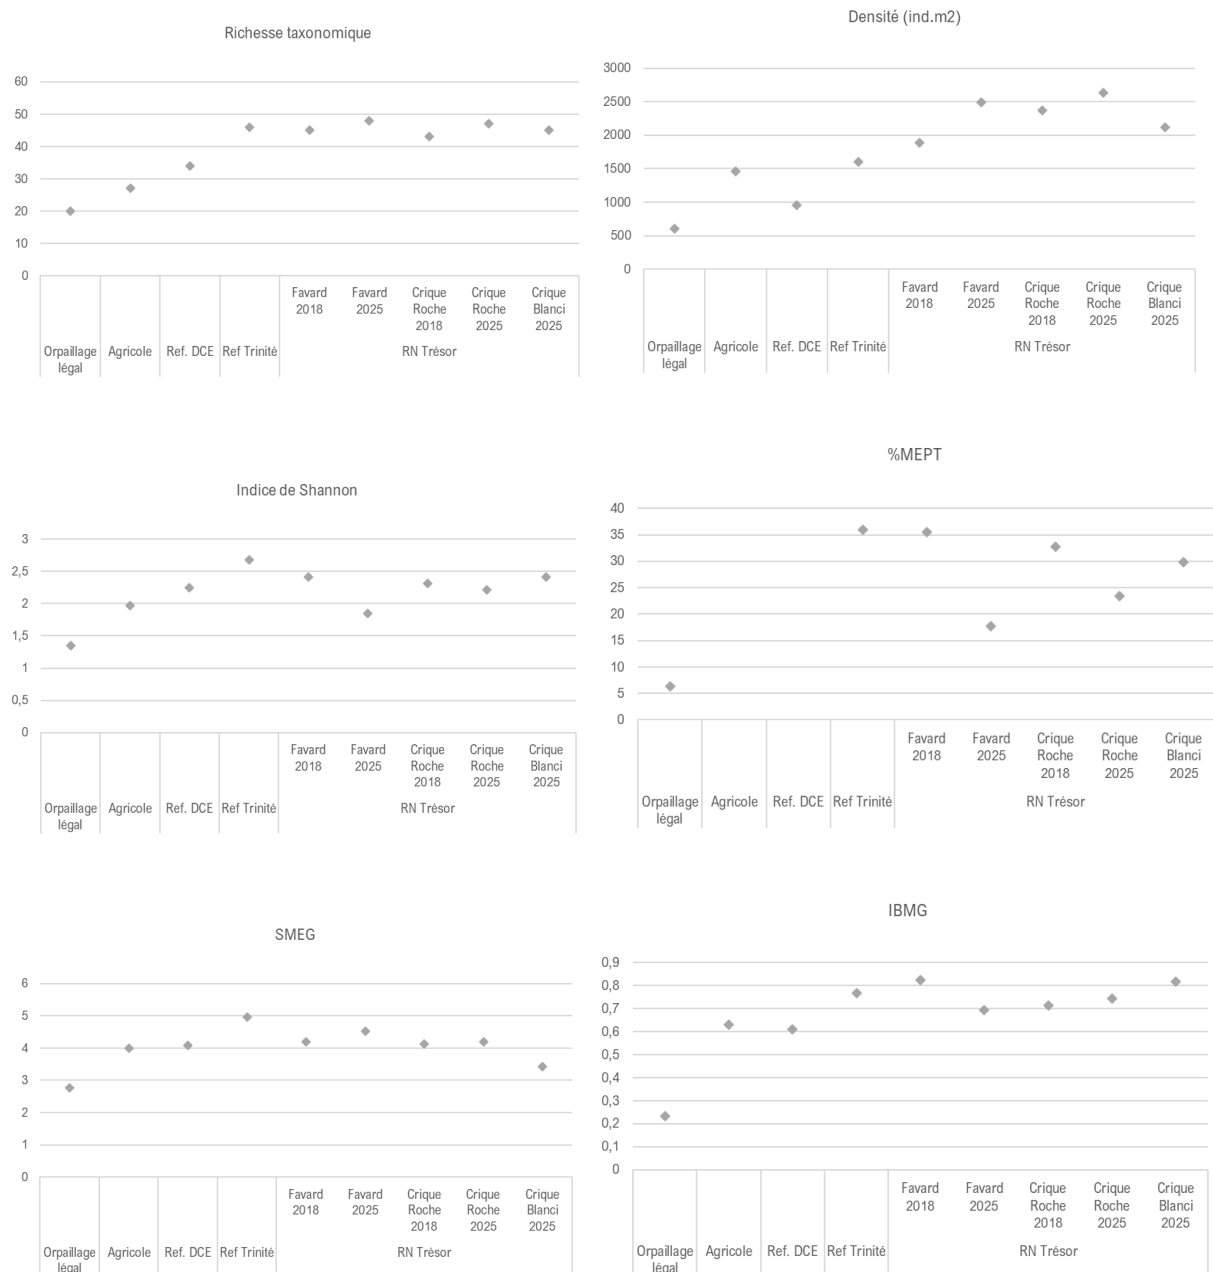 Richesse taxonomique
60
50
40
30
20
10
0
Favard 2018
Favard 2025
Crique Roche 2018
Crique Roche 2025
Crique Blanci 2025
Orpaillage légal
Agricole
Ref. DCE
Ref Trinité
RN Trésor
Densité (ind.m2)
3000
2500
2000
1500
1000
500
0
Favard 2018
Favard 2025
Crique Roche 2018
Crique Roche 2025
Crique Blanci 2025
Orpaillage légal
Agricole
Ref. DCE
Ref Trinité
RN Trésor
Indice de Shannon
3
2,5
2
1,5
1
0,5
0
Favard 2018
Favard 2025
Crique Roche 2018
Crique Roche 2025
Crique Blanci 2025
Orpaillage légal
Agricole
Ref. DCE
Ref Trinité
RN Trésor
%MEPT
40
35
30
25
20
15
10
5
0
Favard 2018
Favard 2025
Crique Roche 2018
Crique Roche 2025
Crique Blanci 2025
Orpaillage légal
Agricole
Ref. DCE
Ref Trinité
RN Trésor
SMEG
6
5
4
3
2
1
0
Favard 2018
Favard 2025
Crique Roche 2018
Crique Roche 2025
Crique Blanci 2025
Orpaillage légal
Agricole
Ref. DCE
Ref Trinité
RN Trésor
IBMG
0,9
0,8
0,7
0,6
0,5
0,4
0,3
0,2
0,1
0
Favard 2018
Favard 2025
Crique Roche 2018
Crique Roche 2025
Crique Blanci 2025
Orpaillage légal
Agricole
Ref. DCE
Ref Trinité
RN Trésor